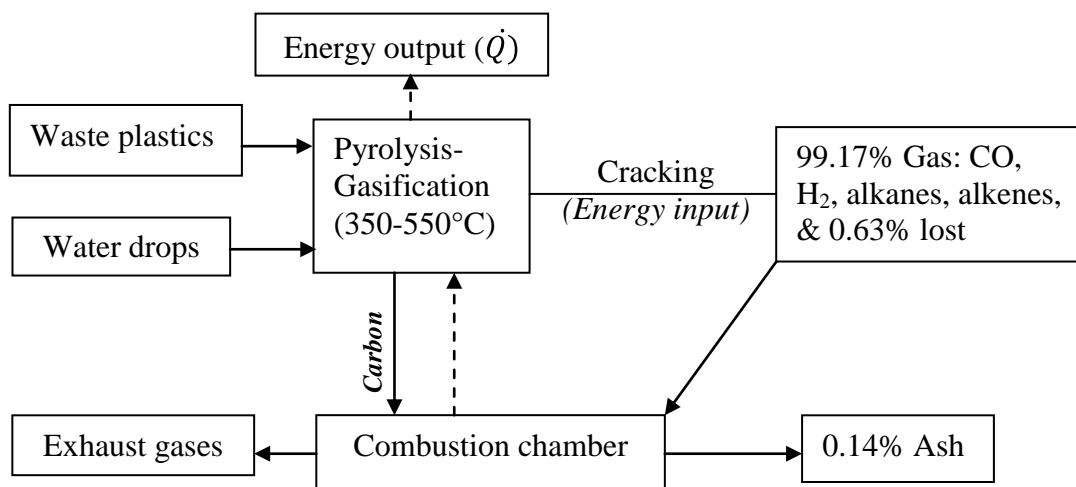 Energy output (Q̇)
Waste plastics
Pyrolysis-
Gasification
(350-550°C)
Cracking
(Energy input)
99.17% Gas: CO,
H₂, alkanes, alkenes,
& 0.63% lost
Water drops
Carbon
Exhaust gases
Combustion chamber
0.14% Ash